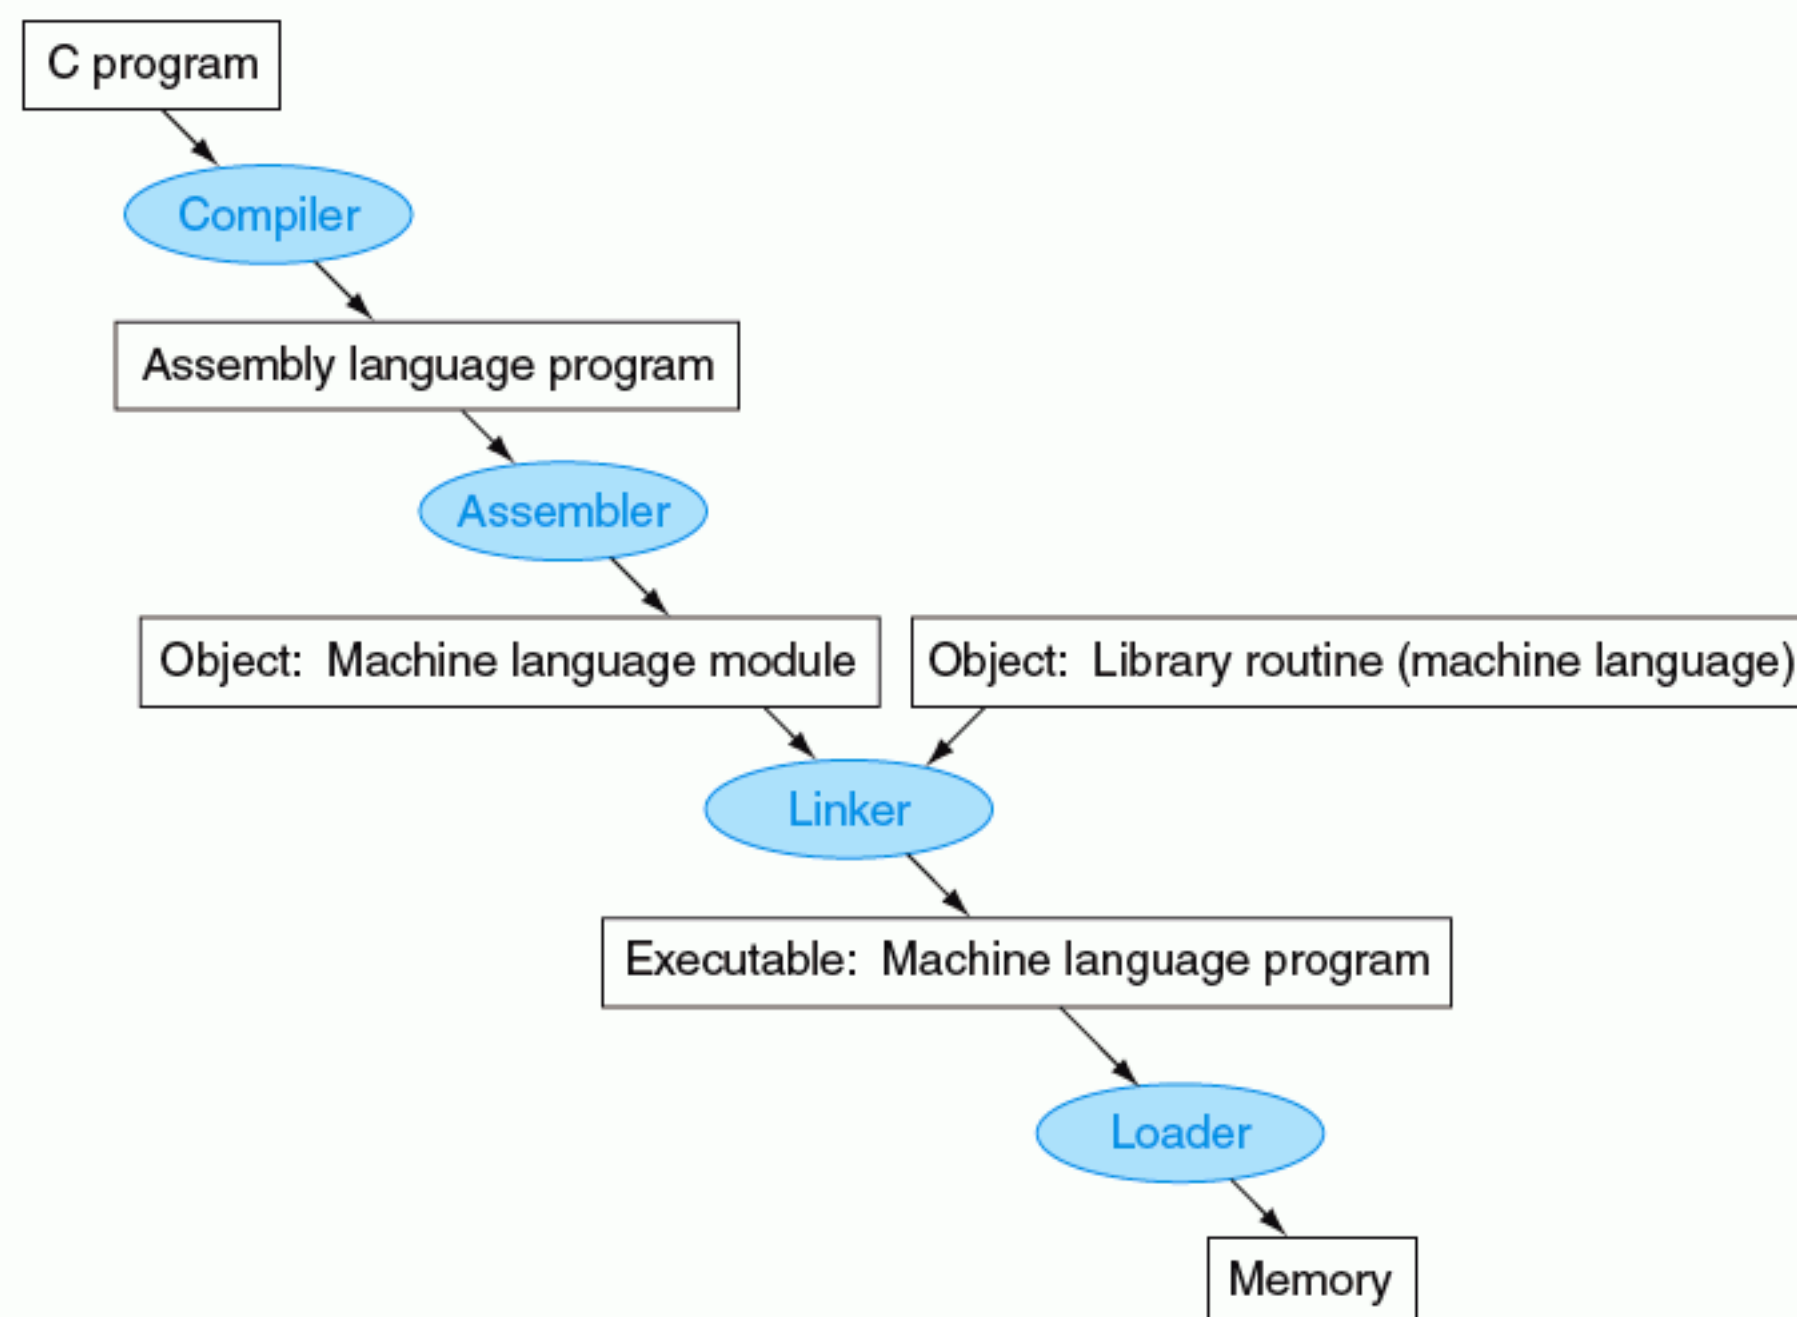 C program
Compiler
Assembly language program
Assembler
Object: Machine language module
Object: Library routine (machine language)
Linker
Executable: Machine language program
Loader
Memory